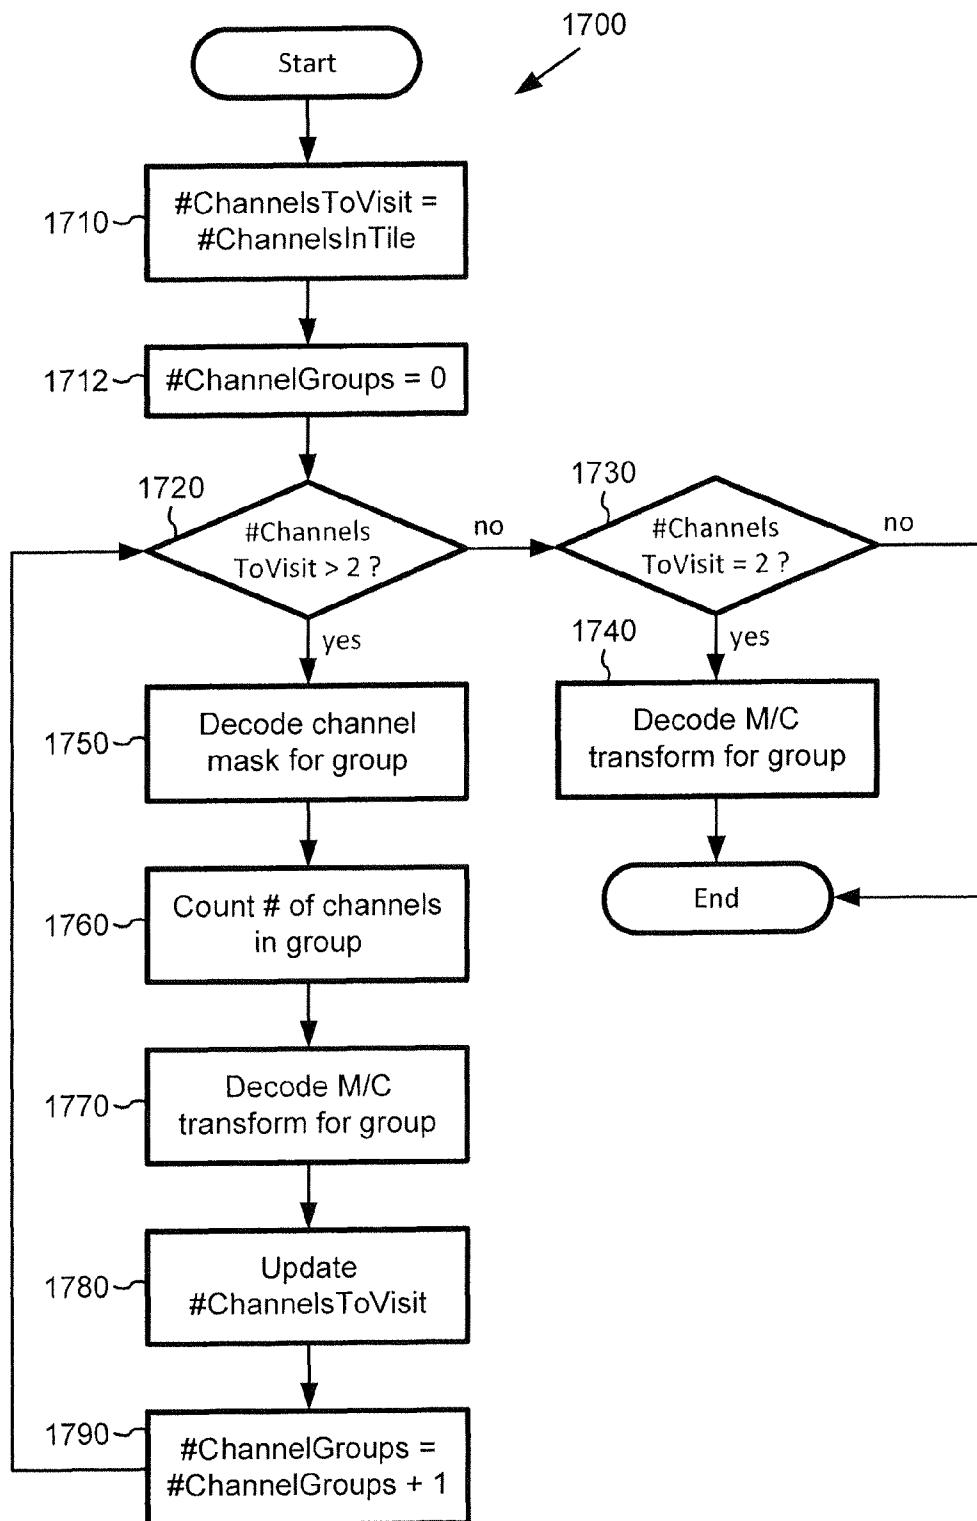 1700
Start
1710
#ChannelsToVisit =
#ChannelsInTile
1712
#ChannelGroups = 0
1720
#Channels
ToVisit > 2 ?
no
yes
1730
#Channels
ToVisit = 2 ?
no
yes
1740
Decode M/C
transform for group
End
1750
Decode channel
mask for group
1760
Count # of channels
in group
1770
Decode M/C
transform for group
1780
Update
#ChannelsToVisit
1790
#ChannelGroups =
#ChannelGroups + 1